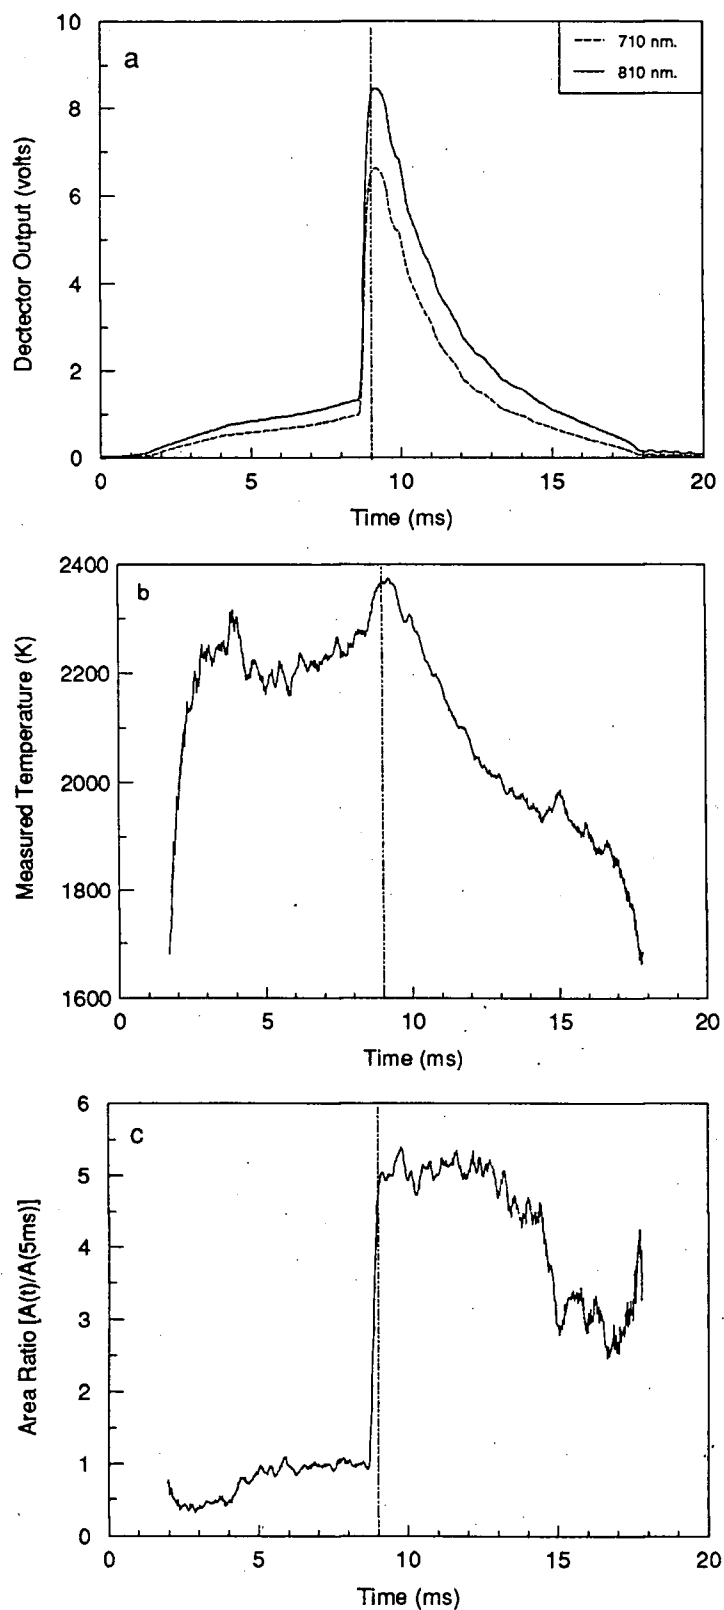 a
710 nm.
810 nm.
10
8
6
4
2
0
Dectector Output (volts)
0 5 10 15 20
Time (ms)
b
2400
2200
2000
1800
1600
Measured Temperature (K)
0 5 10 15 20
Time (ms)
c
6
5
4
3
2
1
0
Area Ratio [A(t)/A(5ms)]
0 5 10 15 20
Time (ms)